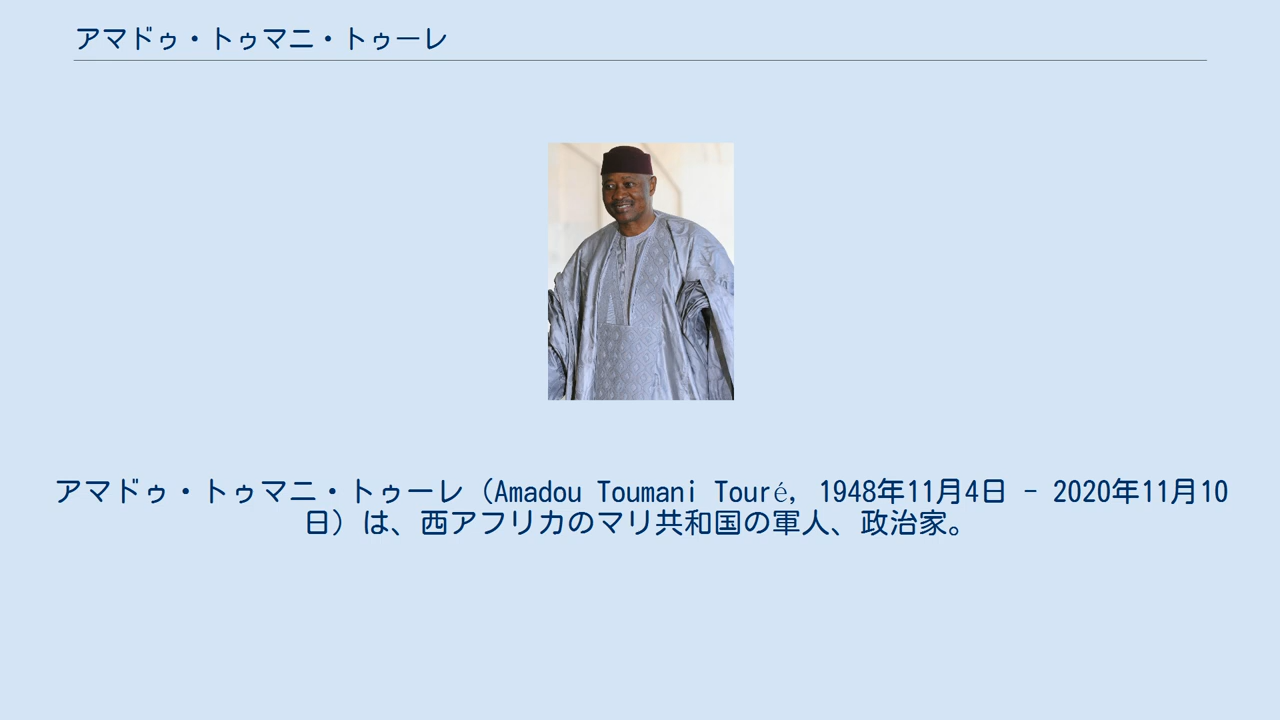 アマドゥ・トゥマニ・トゥーレ
アマドゥ・トゥマニ・トゥーレ（Amadou Toumani Touré, 1948年11月4日 - 2020年11月10
日）は、西アフリカのマリ共和国の軍人、政治家。